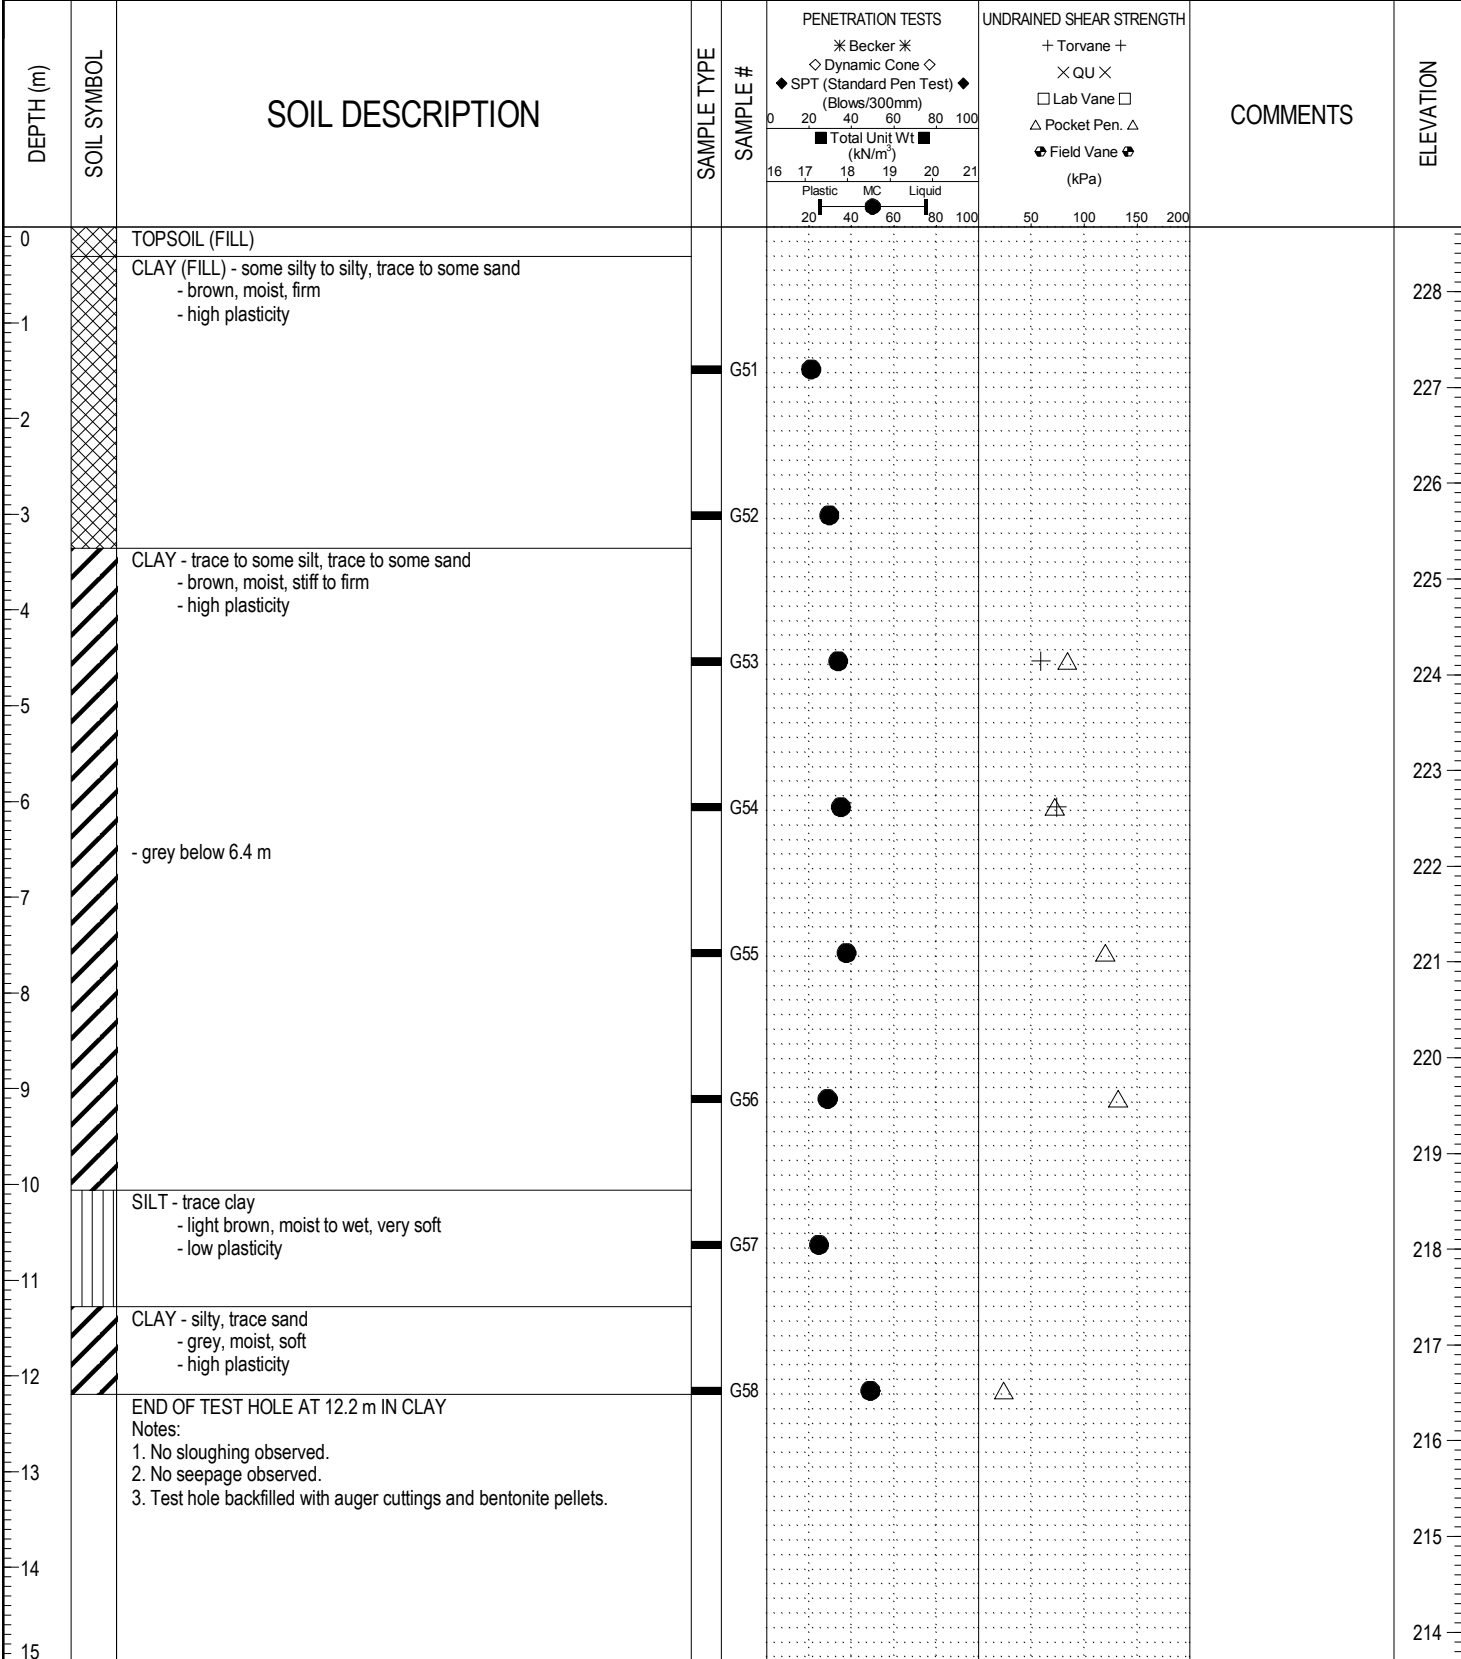 DEPTH (m)
SOIL SYMBOL
SOIL DESCRIPTION
SAMPLE TYPE
SAMPLE #
PENETRATION TESTS
✳ Becker ✳
◇ Dynamic Cone ◇
◆ SPT (Standard Pen Test) ◆
(Blows/300mm)
0 20 40 60 80 100
■ Total Unit Wt ■
(kN/m³)
16 17 18 19 20 21
Plastic MC Liquid
20 40 60 80 100
UNDRAINED SHEAR STRENGTH
+ Torvane +
× QU ×
□ Lab Vane □
△ Pocket Pen. △
Field Vane
(kPa)
50 100 150 200
COMMENTS
ELEVATION
0
TOPSOIL (FILL)
CLAY (FILL) - some silty to silty, trace to some sand
- brown, moist, firm
228
- high plasticity
1
G51
227
2
226
3
G52
CLAY - trace to some silt, trace to some sand
- brown, moist, stiff to firm
225
- high plasticity
4
G53
224
5
223
6
G54
- grey below 6.4 m
222
7
G55
221
8
220
9
G56
219
10
SILT - trace clay
- light brown, moist to wet, very soft
- low plasticity
G57
218
11
CLAY - silty, trace sand
- grey, moist, soft
217
- high plasticity
12
G58
END OF TEST HOLE AT 12.2 m IN CLAY
Notes:
216
1. No sloughing observed.
13
2. No seepage observed.
3. Test hole backfilled with auger cuttings and bentonite pellets.
215
14
214
15